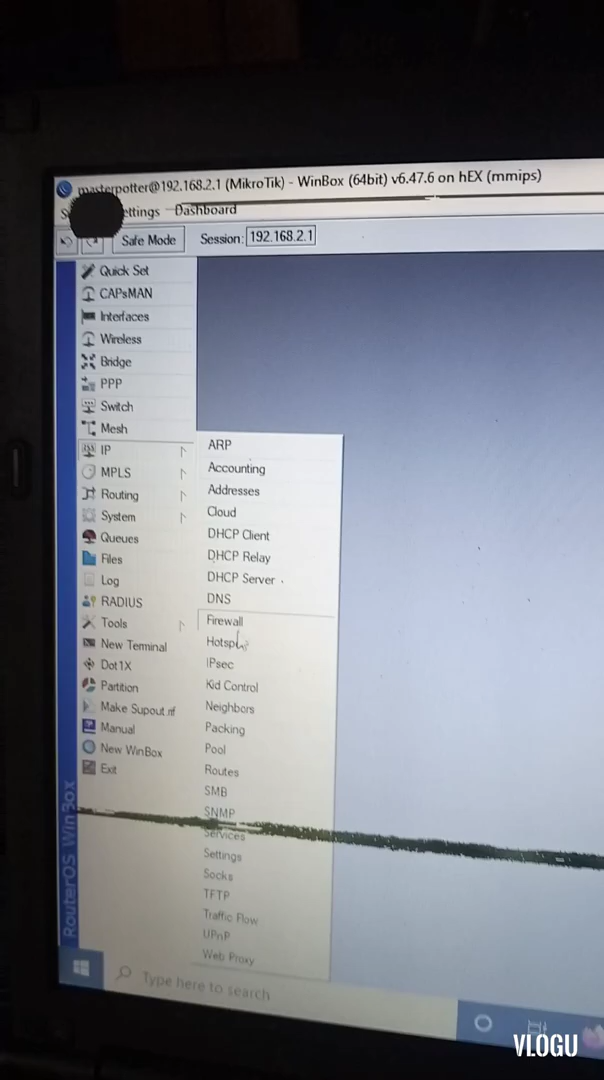 masterpotter@192.168.2.1 (MikroTik) - WinBox (64bit) v6.47.6 on hEX (mmips)
ettings Dashboard
Safe Mode Session: 192.168.2.1
Quick Set
CAPsMAN
Interfaces
Wireless
Bridge
PPP
Switch
Mesh
IP
MPLS
Routing
System
Queues
Files
Log
RADIUS
Tools
New Terminal
Dot1X
Partition
Make Supout.rif
Manual
New WinBox
Exit
ARP
Accounting
Addresses
Cloud
DHCP Client
DHCP Relay
DHCP Server
DNS
Firewall
Hotspot
IPsec
Kid Control
Neighbors
Packing
Pool
Routes
SMB
SNMP
Services
Settings
Socks
TFTP
Traffic Flow
UPnP
Web Proxy
RouterOS WinBox
Type here to search
VLOGU